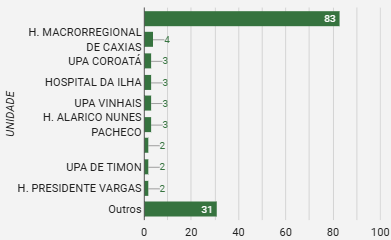 83
H. MACRORREGIONAL
DE CAXIAS
4
UPA COROATÁ
3
HOSPITAL DA ILHA
3
UPA VINHAIS
3
H. ALARICO NUNES
PACHECO
3
2
UPA DE TIMON
2
H. PRESIDENTE VARGAS
2
Outros
31
UNIDADE
0
20
40
60
80
100